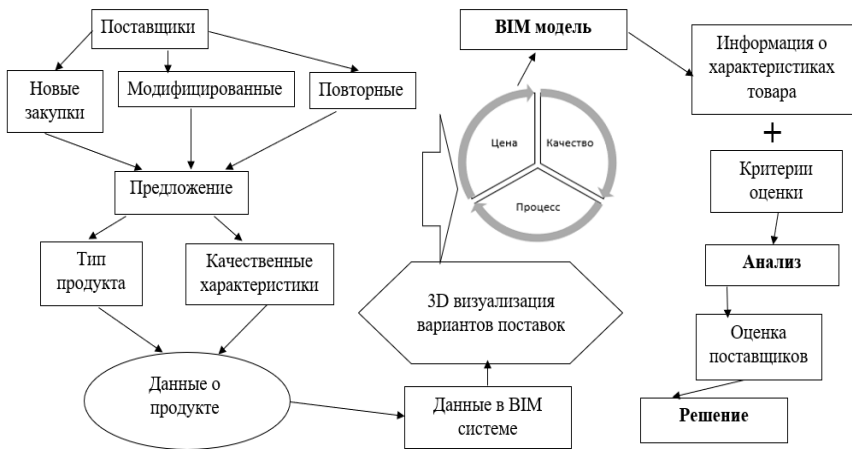 Поставщики
Новые
закупки
Модифицированные
Повторные
Предложение
Тип
продукта
Качественные
характеристики
Данные о
продукте
Данные в BIM
системе
3D визуализация
вариантов поставок
Цена
Качество
Процесс
BIM модель
Информация о
характеристиках
товара
+
Критерии
оценки
Анализ
Оценка
поставщиков
Решение